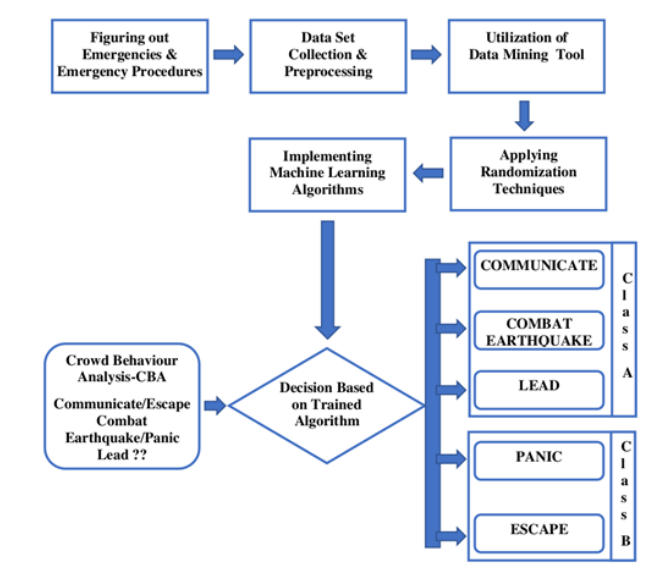 Figuring out
Emergencies &
Emergency Procedures
Data Set
Collection &
Preprocessing
Utilization of
Data Mining Tool
Implementing
Machine Learning
Algorithms
Applying
Randomization
Techniques
COMMUNICATE
COMBAT
EARTHQUAKE
LEAD
Class A
Crowd Behaviour
Analysis-CBA
Communicate/Escape
Combat
Earthquake/Panic
Lead ??
Decision Based
on Trained
Algorithm
PANIC
ESCAPE
Class B